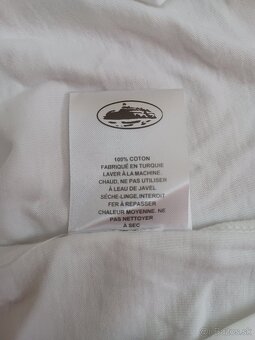 100% COTON
FABRIQUÉ EN TURQUIE
LAVER À LA MACHINE.
CHAUD, NE PAS UTILISER
À LEAU DE JAVEL
SÈCHE-LINGE, INTERDIT
FER À REPASSER
CHALEUR MOYENNE. NE
PAS NETTOYER
À SEC